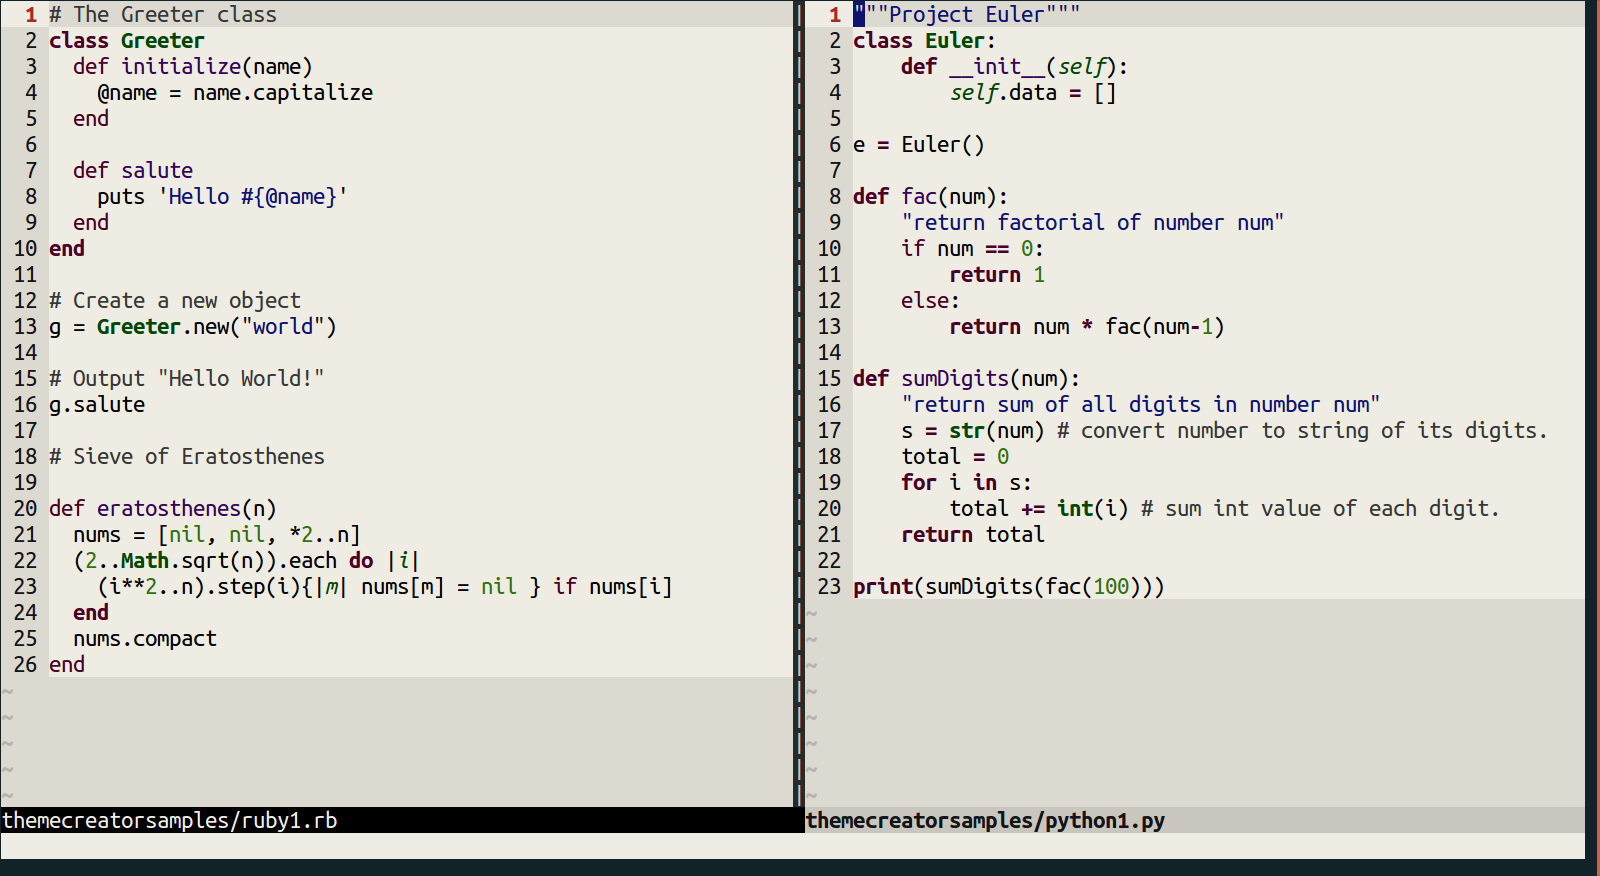 1 # The Greeter class
2 class Greeter
3   def initialize(name)
4     @name = name.capitalize
5   end
6
7   def salute
8     puts 'Hello #{@name}'
9   end
10 end
11
12 # Create a new object
13 g = Greeter.new("world")
14
15 # Output "Hello World!"
16 g.salute
17
18 # Sieve of Eratosthenes
19
20 def eratosthenes(n)
21   nums = [nil, nil, *2..n]
22   (2..Math.sqrt(n)).each do |i|
23     (i**2..n).step(i){|m| nums[m] = nil } if nums[i]
24   end
25   nums.compact
26 end
~
~
~
~
~
themecreatorsamples/ruby1.rb
1 """Project Euler"""
2 class Euler:
3     def __init__(self):
4         self.data = []
5
6 e = Euler()
7
8 def fac(num):
9     "return factorial of number num"
10     if num == 0:
11         return 1
12     else:
13         return num * fac(num-1)
14
15 def sumDigits(num):
16     "return sum of all digits in number num"
17     s = str(num) # convert number to string of its digits.
18     total = 0
19     for i in s:
20         total += int(i) # sum int value of each digit.
21     return total
22
23 print(sumDigits(fac(100)))
~
~
~
~
~
~
~
~
themecreatorsamples/python1.py